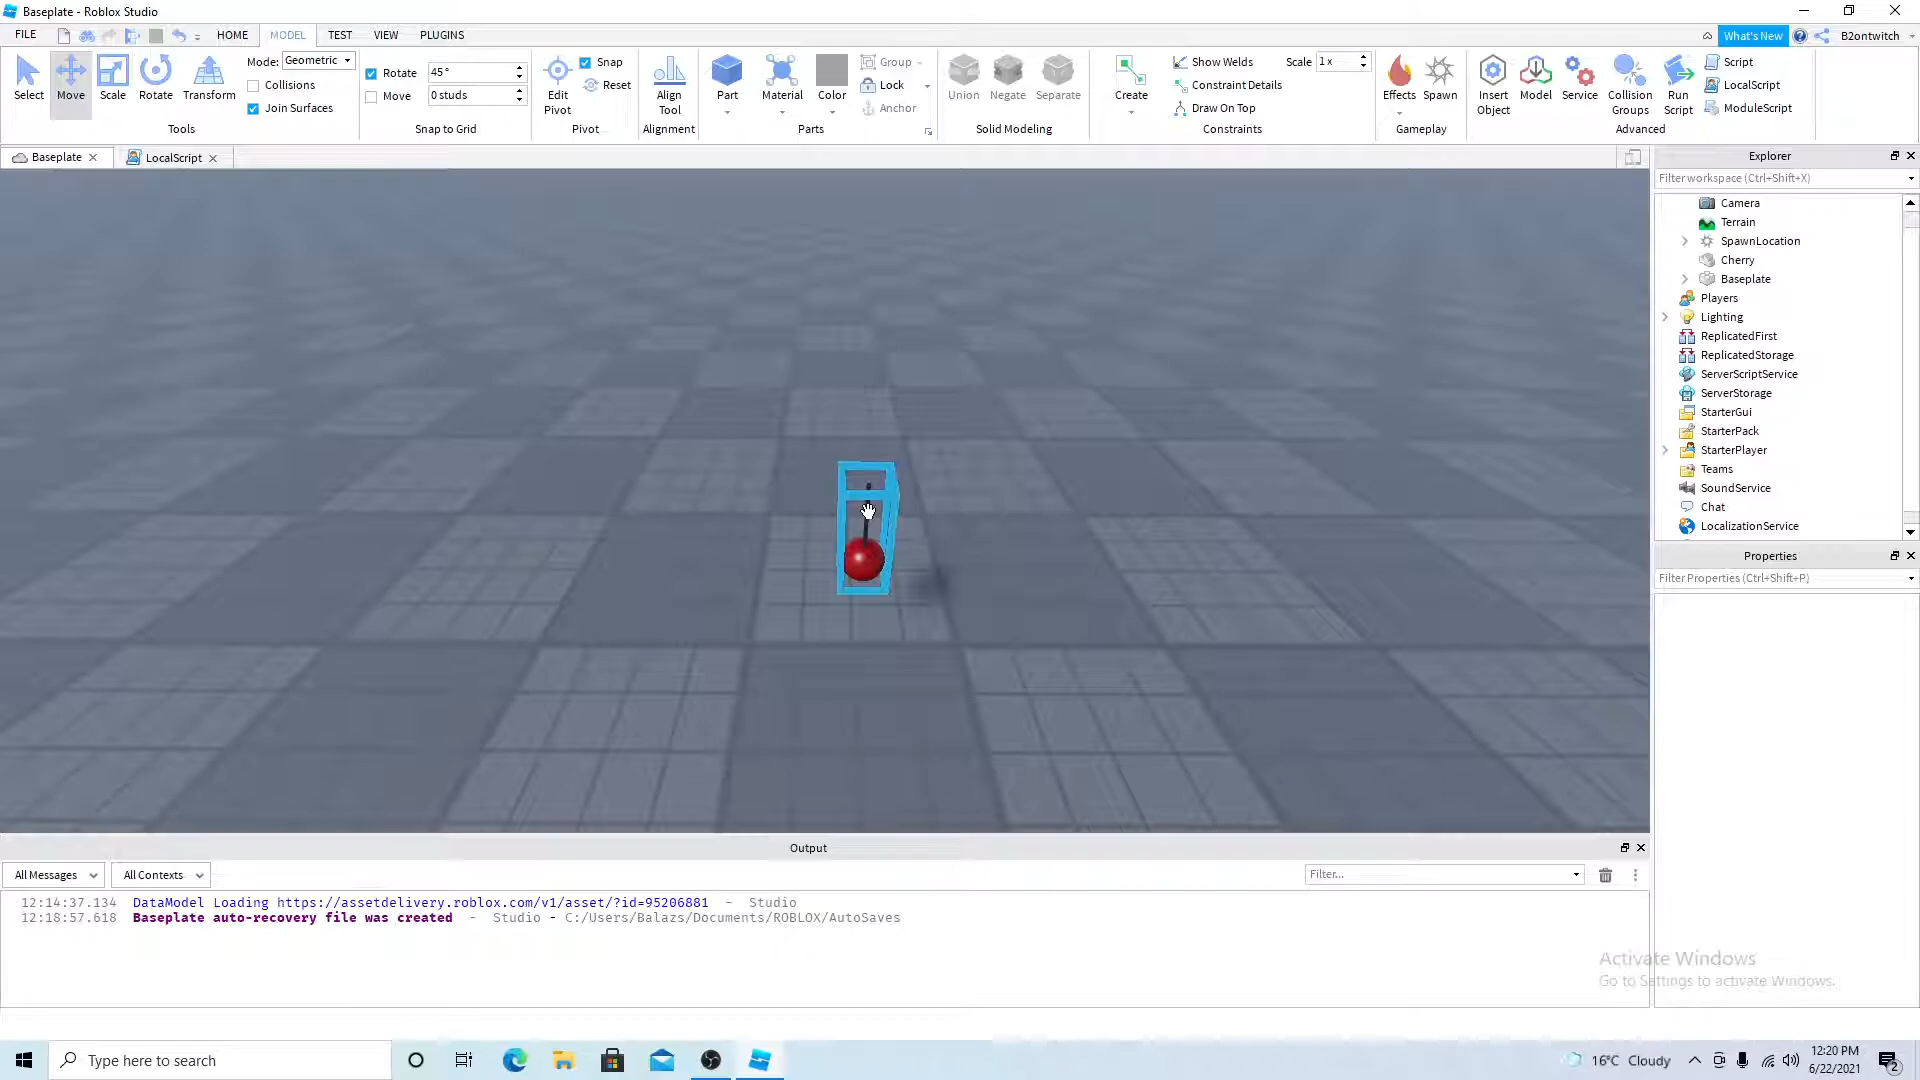 Baseplate - Roblox Studio
FILE HOME MODEL TEST VIEW PLUGINS What's New B2ontwitch
Select Move Scale Rotate Transform
Mode: Geometric
Collisions
Join Surfaces
Tools
Rotate 45°
Move 0 studs
Snap to Grid
Edit Pivot
Snap
Reset
Pivot
Align Tool
Alignment
Part Material Color
Group
Lock
Anchor
Parts
Union Negate Separate
Solid Modeling
Create
Show Welds Scale 1 x
Constraint Details
Draw On Top
Constraints
Effects Spawn
Gameplay
Insert Object Model Service Collision Groups Run Script
Script
LocalScript
ModuleScript
Advanced
Baseplate LocalScript
Explorer
Filter workspace (Ctrl+Shift+X)
Camera
Terrain
SpawnLocation
Cherry
Baseplate
Players
Lighting
ReplicatedFirst
ReplicatedStorage
ServerScriptService
ServerStorage
StarterGui
StarterPack
StarterPlayer
Teams
SoundService
Chat
LocalizationService
Properties
Filter Properties (Ctrl+Shift+P)
Output
All Messages All Contexts Filter...
12:14:37.134 DataModel Loading https://assetdelivery.roblox.com/v1/asset/?id=95206881 - Studio
12:18:57.618 Baseplate auto-recovery file was created - Studio - C:/Users/Balazs/Documents/ROBLOX/AutoSaves
Activate Windows
Go to Settings to activate Windows.
Type here to search
16°C Cloudy
12:20 PM
6/22/2021
2